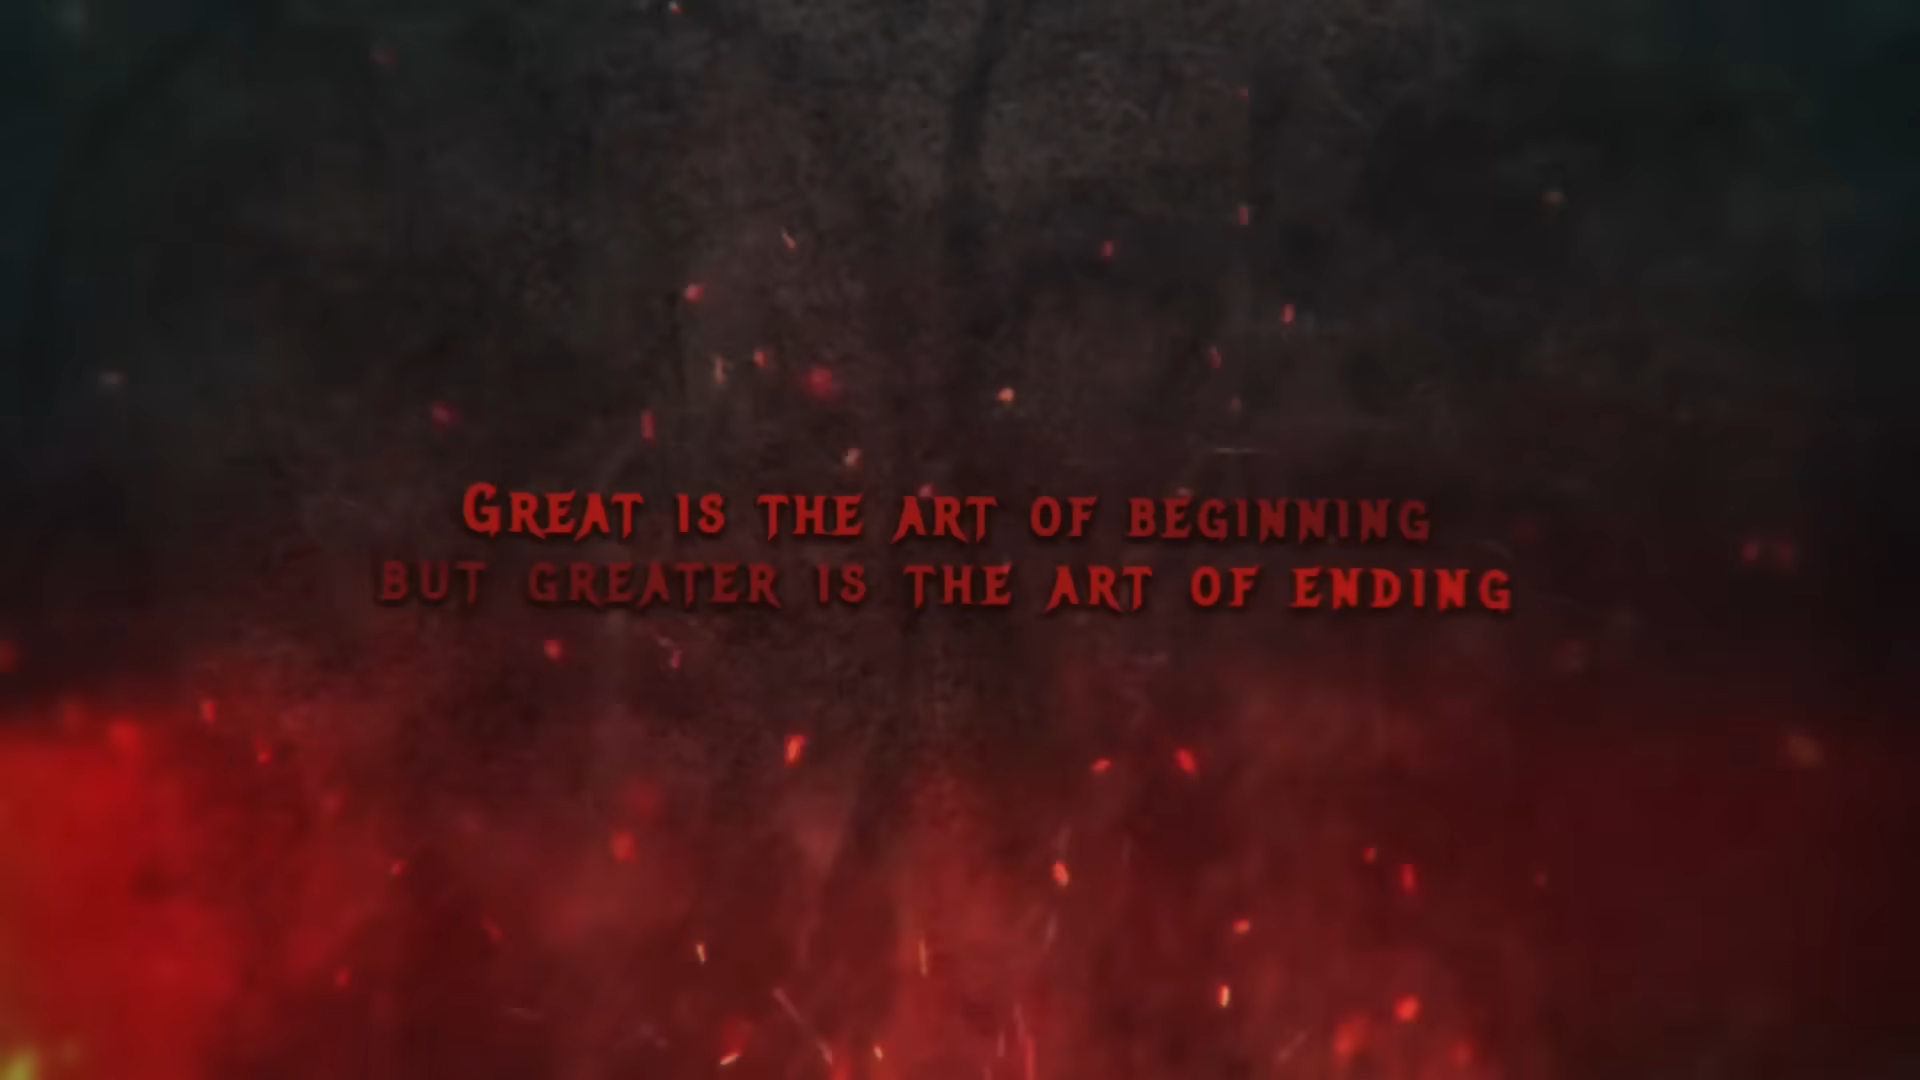 Great is the art of beginning
but greater is the art of ending